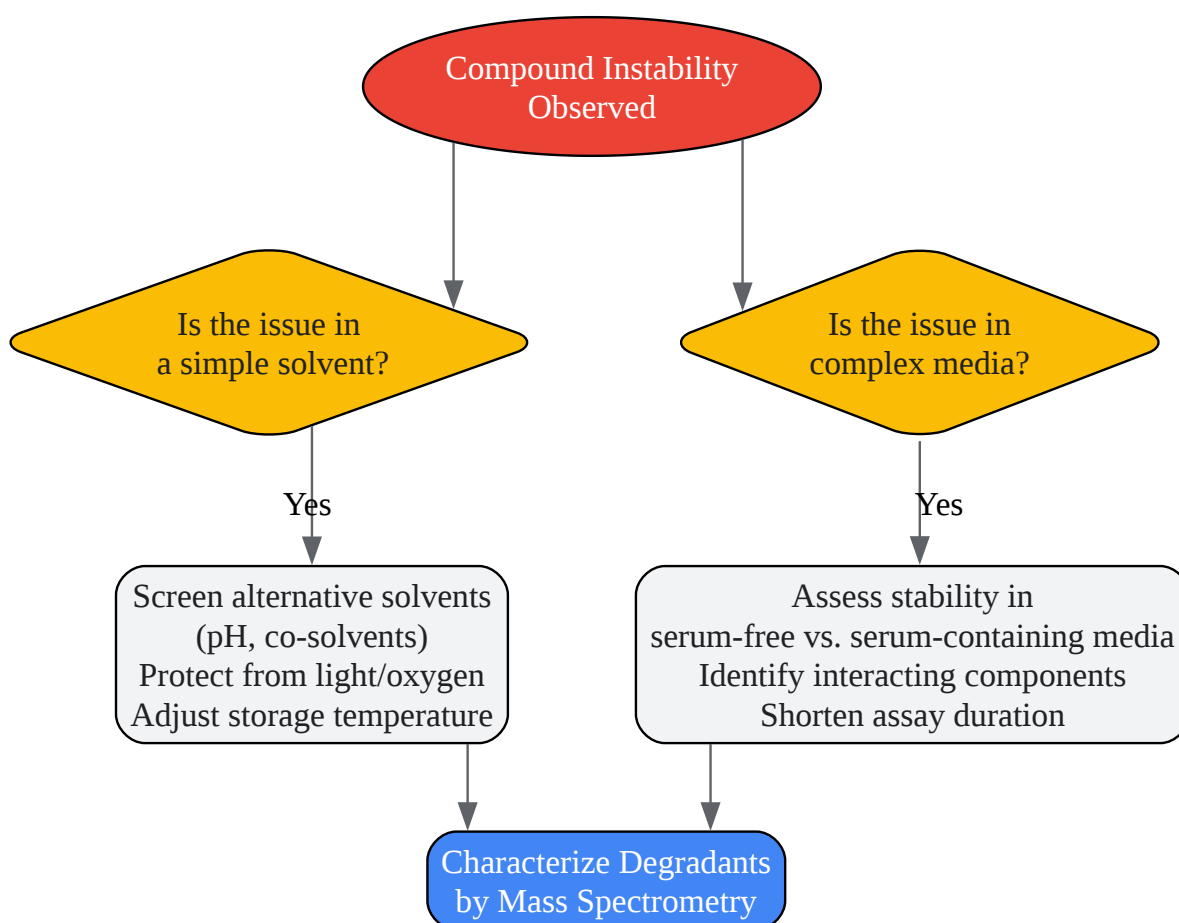 Compound Instability
Observed
Is the issue in
a simple solvent?
Is the issue in
complex media?
Yes
Yes
Screen alternative solvents
(pH, co-solvents)
Protect from light/oxygen
Adjust storage temperature
Assess stability in
serum-free vs. serum-containing media
Identify interacting components
Shorten assay duration
Characterize Degradants
by Mass Spectrometry